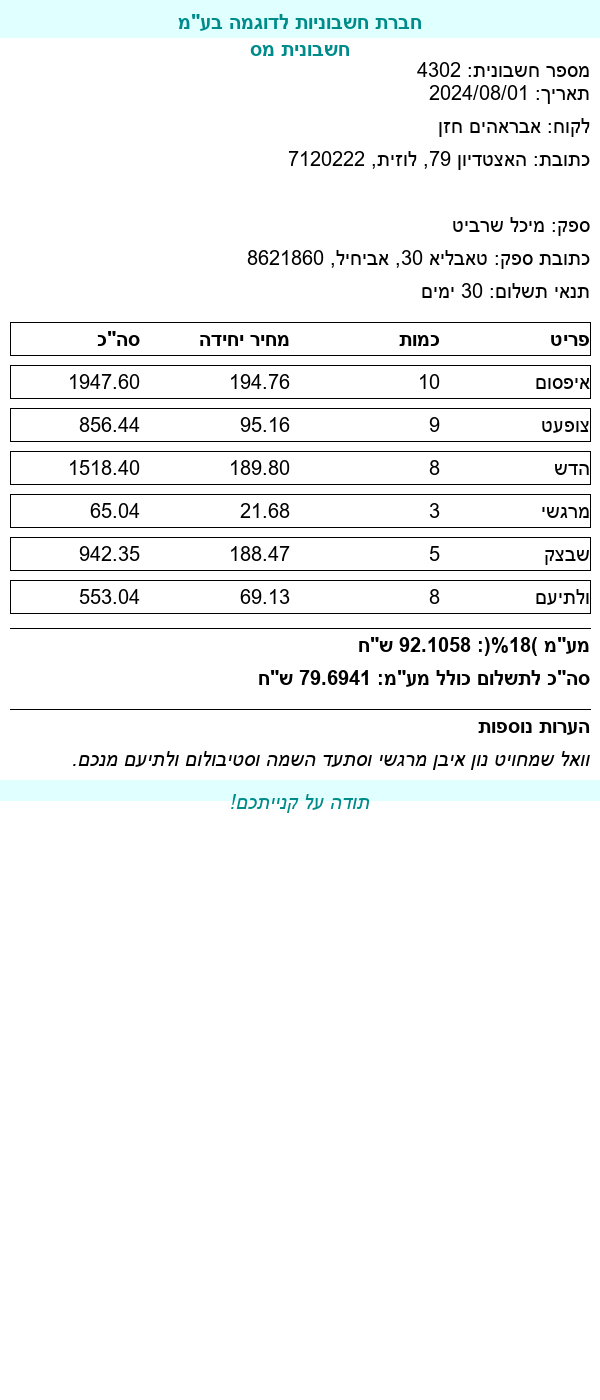 חברת חשבוניות לדוגמה בע"מ
חשבונית מס
מספר חשבונית: 4302
תאריך: 2024/08/01
לקוח: אבראהים חזן
כתובת: האצטדיון 79, לוזית, 7120222
ספק: מיכל שרביט
כתובת ספק: טאבליא 30, אביחיל, 8621860
תנאי תשלום: 30 ימים
פריט כמות מחיר יחידה סה"כ
איפסום 10 194.76 1947.60
צופעט 9 95.16 856.44
הדש 8 189.80 1518.40
מרגשי 3 21.68 65.04
שבצק 5 188.47 942.35
ולתיעם 8 69.13 553.04
מע"מ )18%(: 92.1058 ש"ח
סה"כ לתשלום כולל מע"מ: 79.6941 ש"ח
הערות נוספות
וואל שמחויט נון איבן מרגשי וסתעד השמה וסטיבולום ולתיעם מנכם.
תודה על קנייתכם!